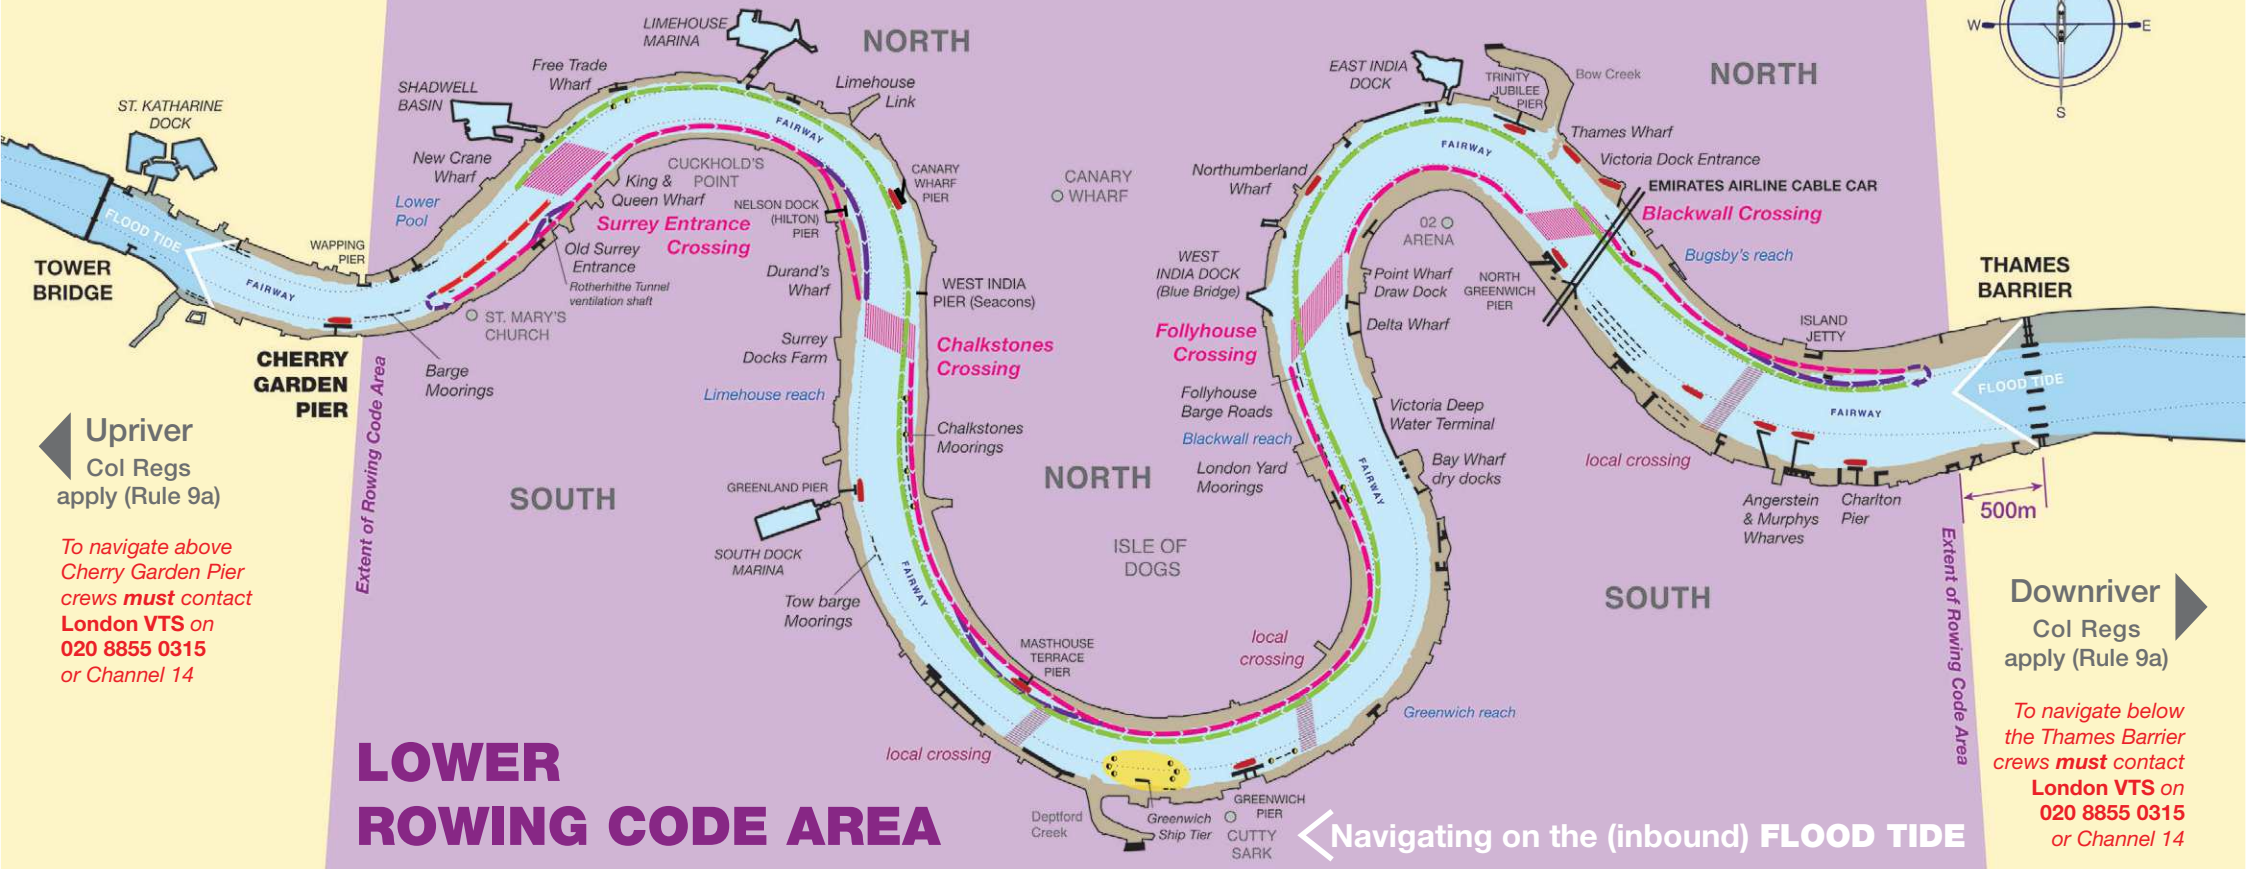 ST. KATHARINE
DOCK
FLOOD TIDE
TOWER
BRIDGE
FAIRWAY
WAPPING
PIER
CHERRY
GARDEN
PIER
Upriver
Col Regs
apply (Rule 9a)
To navigate above
Cherry Garden Pier
crews must contact
London VTS on
020 8855 0315
or Channel 14
Extent of Rowing Code Area
SHADWELL
BASIN
New Crane
Wharf
Lower
Pool
Free Trade
Wharf
LIMEHOUSE
MARINA
NORTH
Limehouse
Link
FAIRWAY
CUCKHOLD'S
POINT
King &
Queen Wharf
Surrey Entrance
Crossing
Old Surrey
Entrance
Rotherhithe Tunnel
ventilation shaft
ST. MARY'S
CHURCH
Barge
Moorings
NELSON DOCK
(HILTON)
PIER
Durand's
Wharf
Surrey
Docks Farm
Limehouse reach
CANARY
WHARF
PIER
WEST INDIA
PIER (Seacons)
Chalkstones
Crossing
Chalkstones
Moorings
SOUTH
GREENLAND PIER
SOUTH DOCK
MARINA
Tow barge
Moorings
FAIRWAY
CANARY
WHARF
NORTH
ISLE OF
DOGS
MASTHOUSE
TERRACE
PIER
local crossing
LOWER
ROWING CODE AREA
Deptford
Creek
Greenwich
Ship Tier
GREENWICH
PIER
CUTTY
SARK
local
crossing
Greenwich reach
Navigating on the (inbound) FLOOD TIDE
EAST INDIA
DOCK
TRINITY
JUBILEE
PIER
Bow Creek
NORTH
Northumberland
Wharf
FAIRWAY
Thames Wharf
Victoria Dock Entrance
EMIRATES AIRLINE CABLE CAR
Blackwall Crossing
Bugsby's reach
02
ARENA
WEST
INDIA DOCK
(Blue Bridge)
Point Wharf
Draw Dock
NORTH
GREENWICH
PIER
Delta Wharf
Follyhouse
Crossing
Follyhouse
Barge Roads
Blackwall reach
London Yard
Moorings
FAIRWAY
Victoria Deep
Water Terminal
Bay Wharf
dry docks
local crossing
SOUTH
ISLAND
JETTY
FAIRWAY
Angerstein
& Murphys
Wharves
Charlton
Pier
THAMES
BARRIER
FLOOD TIDE
500m
Extent of Rowing Code Area
W
E
S
Downriver
Col Regs
apply (Rule 9a)
To navigate below
the Thames Barrier
crews must contact
London VTS on
020 8855 0315
or Channel 14